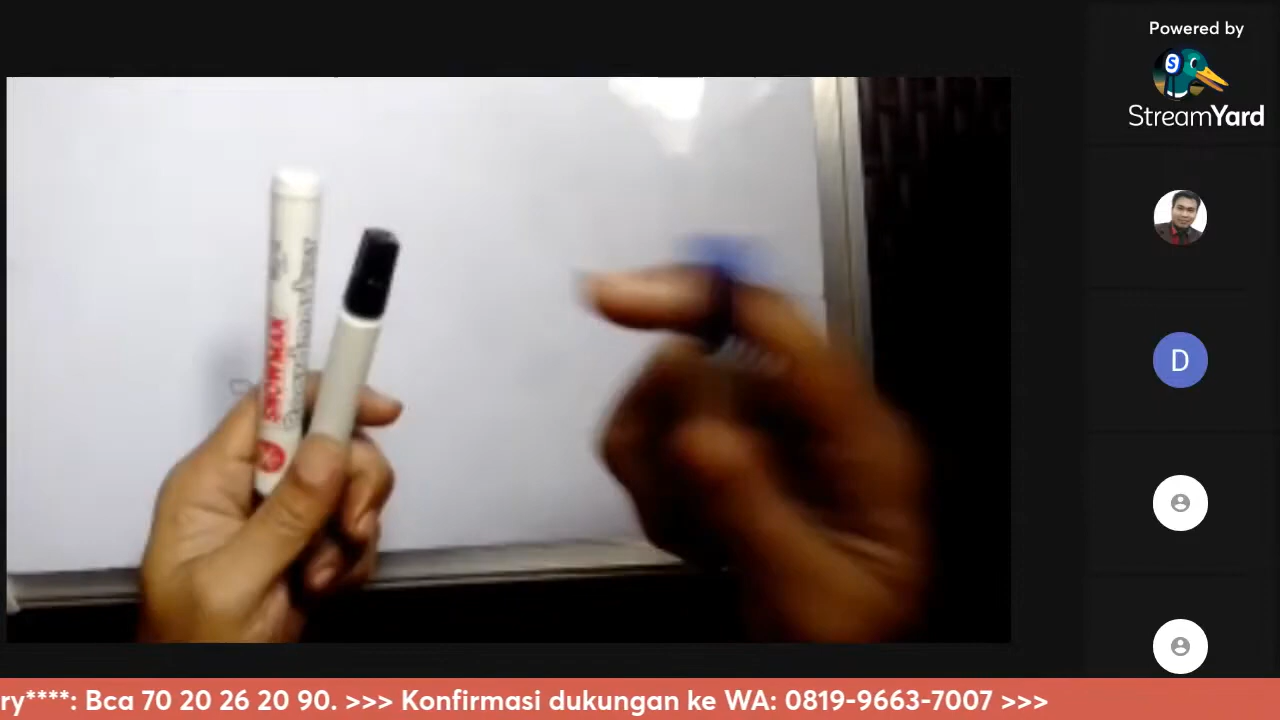 Powered by
S
StreamYard
SNOWMAN
D
ry****: Bca 70 20 26 20 90. >>> Konfirmasi dukungan ke WA: 0819-9663-7007 >>>